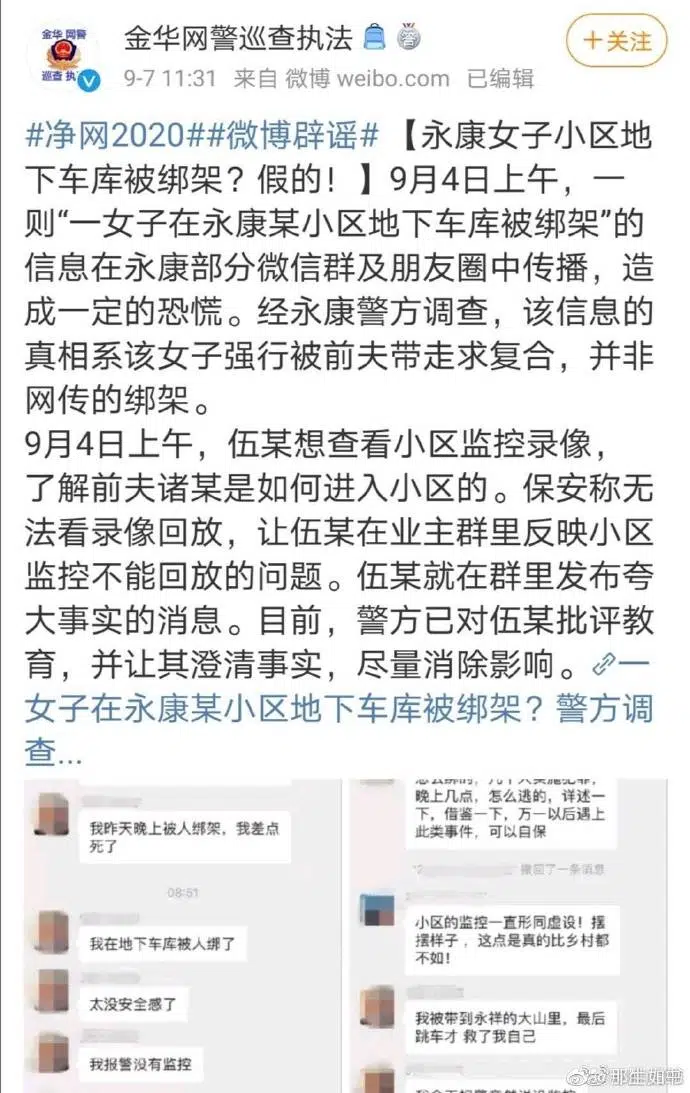 金华 网警
巡查 执
金华网警巡查执法
＋关注
9-7 11:31 来自 微博 weibo.com 已编辑
#净网2020##微博辟谣# 【永康女子小区地
下车库被绑架？假的！】9月4日上午，一
则“一女子在永康某小区地下车库被绑架”的
信息在永康部分微信群及朋友圈中传播，造
成一定的恐慌。经永康警方调查，该信息的
真相系该女子强行被前夫带走求复合，并非
网传的绑架。
9月4日上午，伍某想查看小区监控录像，
了解前夫诸某是如何进入小区的。保安称无
法看录像回放，让伍某在业主群里反映小区
监控不能回放的问题。伍某就在群里发布夸
大事实的消息。目前，警方已对伍某批评教
育，并让其澄清事实，尽量消除影响。一
女子在永康某小区地下车库被绑架？警方调
查...
我昨天晚上被人绑架，我差点
死了
08:51
我在地下车库被人绑了
太没安全感了
我报警没有监控
晚上几点，怎么逃的，详述一
下，借鉴一下，万一以后遇上
此类事件，可以自保
撤回了一条消息
小区的监控一直形同虚设！摆
摆样子，这点是真的比乡村都
不如！
我被带到永祥的大山里，最后
跳车才 救了我自己